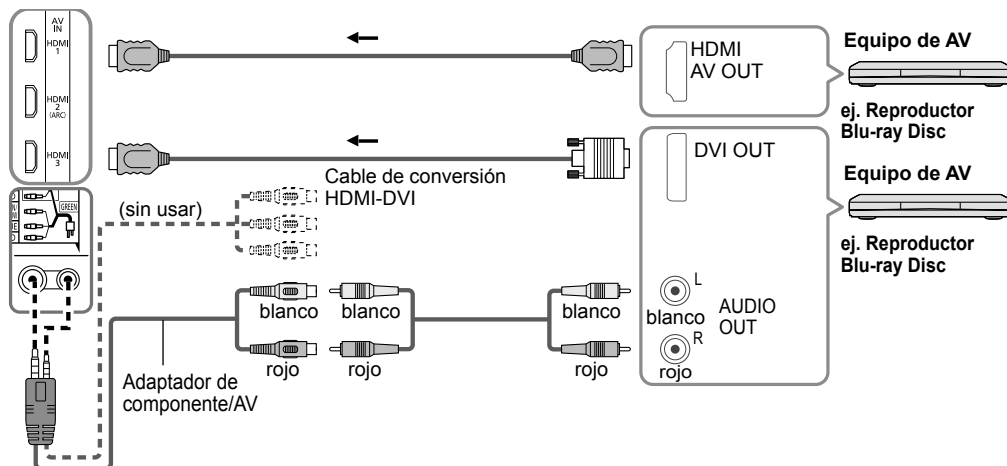 AV
IN
HDMI
1
HDMI
2
(ARC)
HDMI
3
HDMI
AV OUT
Equipo de AV
ej. Reproductor
Blu-ray Disc
DVI OUT
Equipo de AV
ej. Reproductor
Blu-ray Disc
Cable de conversión
HDMI-DVI
(sin usar)
GREEN
blanco
blanco
blanco
L
blanco
AUDIO
OUT
R
rojo
rojo
rojo
rojo
Adaptador de
componente/AV